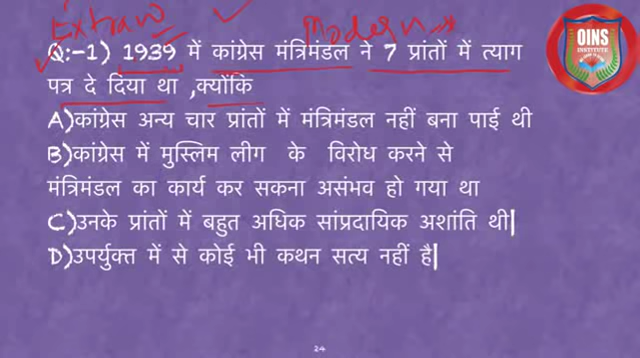 Extraw
Modern
Q:-1) 1939 में कांग्रेस मंत्रिमंडल ने 7 प्रांतों में त्याग
पत्र दे दिया था ,क्योंकि
A)कांग्रेस अन्य चार प्रांतों में मंत्रिमंडल नहीं बना पाई थी
B)कांग्रेस में मुस्लिम लीग के विरोध करने से
मंत्रिमंडल का कार्य कर सकना असंभव हो गया था
C)उनके प्रांतों में बहुत अधिक सांप्रदायिक अशांति थी|
D)उपर्युक्त में से कोई भी कथन सत्य नहीं है|
OINS
INSTITUTE
24